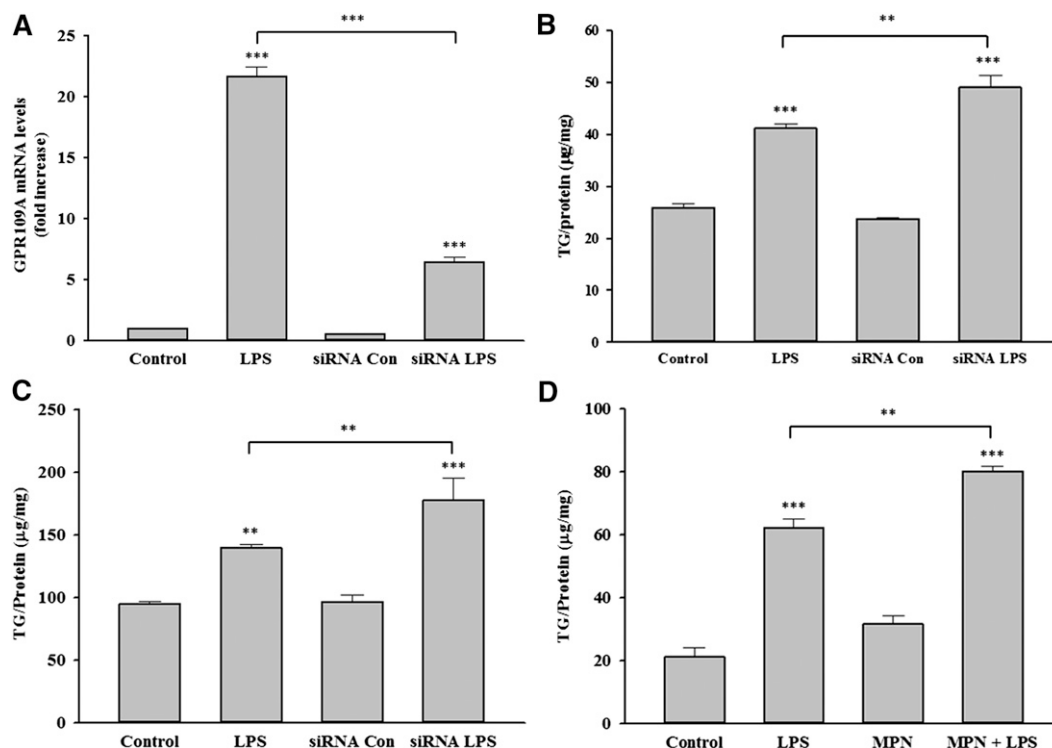 A
GPR109A mRNA levels
(fold increase)
25
20
15
10
5
0
***
***
***
Control LPS siRNA Con siRNA LPS
B
TG/protein (µg/mg)
60
50
40
30
20
10
0
**
***
***
Control LPS siRNA Con siRNA LPS
C
TG/Protein (µg/mg)
250
200
150
100
50
0
**
***
**
Control LPS siRNA Con siRNA LPS
D
TG/Protein (µg/mg)
100
80
60
40
20
0
**
***
***
Control LPS MPN MPN + LPS